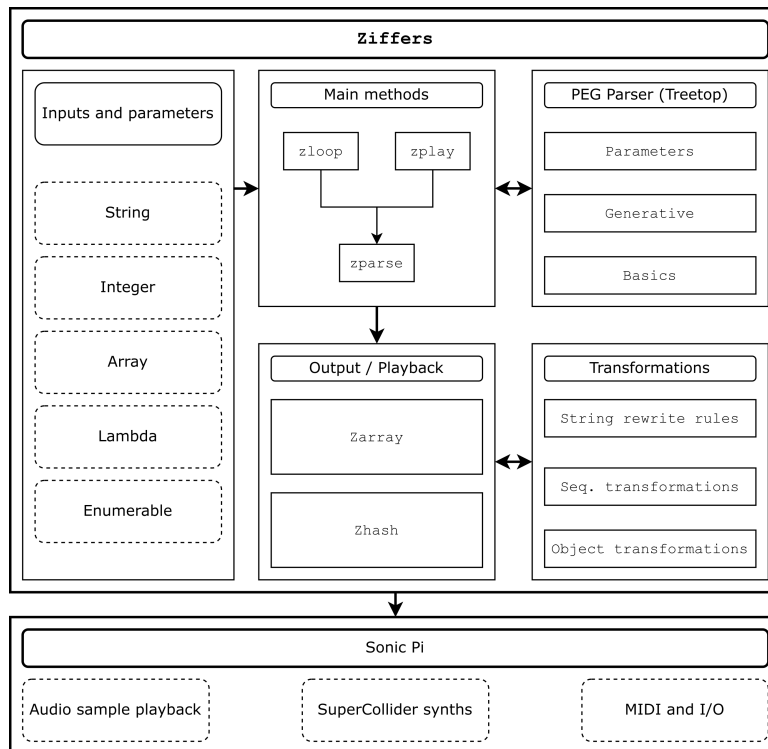 Ziffers
Inputs and parameters
String
Integer
Array
Lambda
Enumerable
Main methods
zloop
zplay
zparse
PEG Parser (Treetop)
Parameters
Generative
Basics
Output / Playback
Zarray
Zhash
Transformations
String rewrite rules
Seq. transformations
Object transformations
Sonic Pi
Audio sample playback
SuperCollider synths
MIDI and I/O